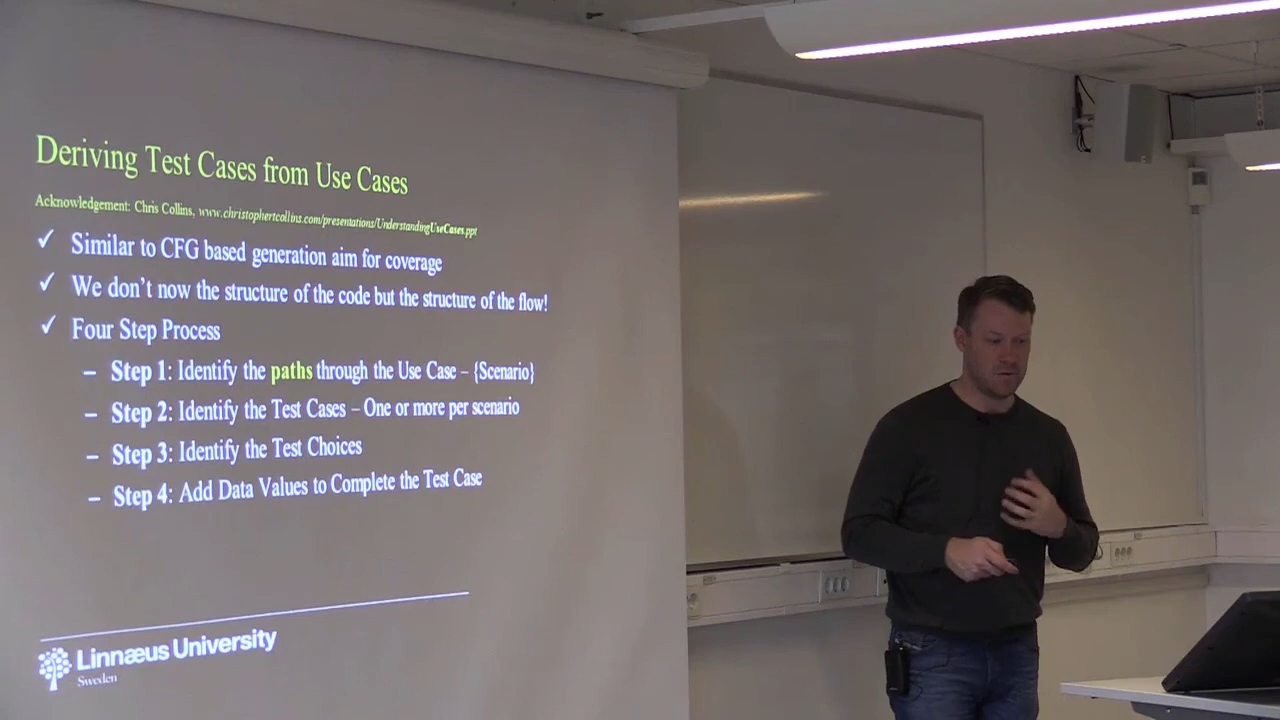 Deriving Test Cases from Use Cases
Acknowledgement: Chris Collins, www.christophertcollins.com/presentations/UnderstandingUseCases.ppt
✓ Similar to CFG based generation aim for coverage
✓ We don't now the structure of the code but the structure of the flow!
✓ Four Step Process
– Step 1: Identify the paths through the Use Case – {Scenario}
– Step 2: Identify the Test Cases – One or more per scenario
– Step 3: Identify the Test Choices
– Step 4: Add Data Values to Complete the Test Case
Linnæus University
Sweden